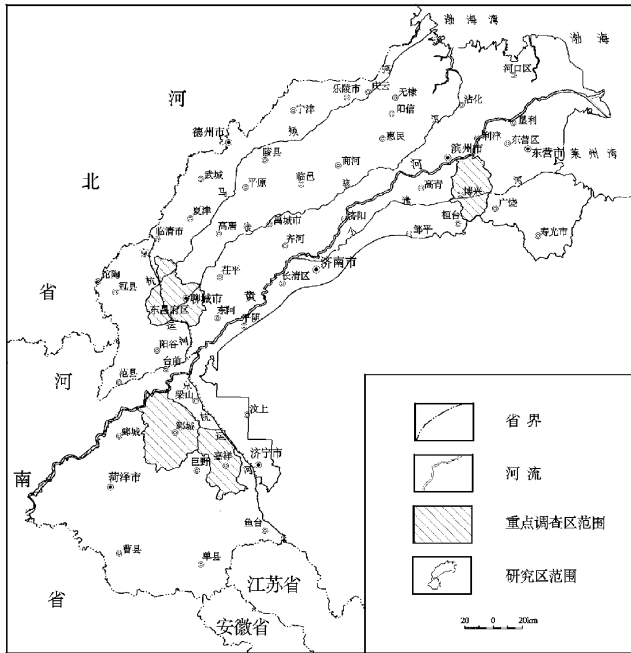 渤海湾
渤海
河口区
乐陵市
庆云
无棣
沾化
宁津
阳信
垦利
河
德州市
陵县
惠民
利津
东营区
滨州市
东营市
莱州湾
商河
武城
平原
临邑
高青
博兴
北
夏津
禹城市
济阳
广饶
桓台
临清市
高唐
齐河
邹平
寿光市
冠县
茌平
济南市
长清区
省
聊城市
东昌府区
东阿
平阴
阳谷
台前
河
范县
梁山
汶上
鄄城
郓城
济宁市
嘉祥
巨野
南
菏泽市
鱼台
曹县
单县
省
江苏省
安徽省
省界
河流
重点调查区范围
研究区范围
20 0 20km